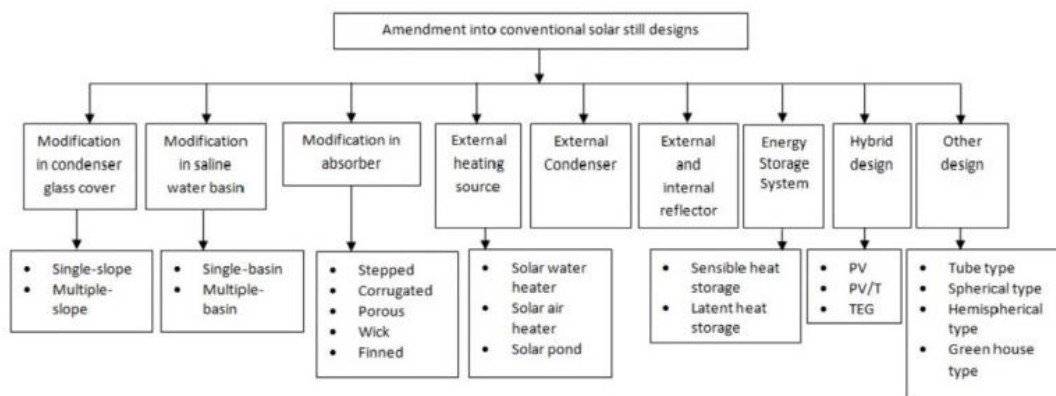 Amendment into conventional solar still designs
Modification
in condenser
glass cover
Modification
in saline
water basin
Modification in
absorber
External
heating
source
External
Condenser
External
and
internal
reflector
Energy
Storage
System
Hybrid
design
Other
design
• Single-slope
• Multiple-
slope
• Single-basin
• Multiple-
basin
• Stepped
• Corrugated
• Porous
• Wick
• Finned
• Solar water
heater
• Solar air
heater
• Solar pond
• Sensible heat
storage
• Latent heat
storage
• PV
• PV/T
• TEG
• Tube type
• Spherical type
• Hemispherical
type
• Green house
type